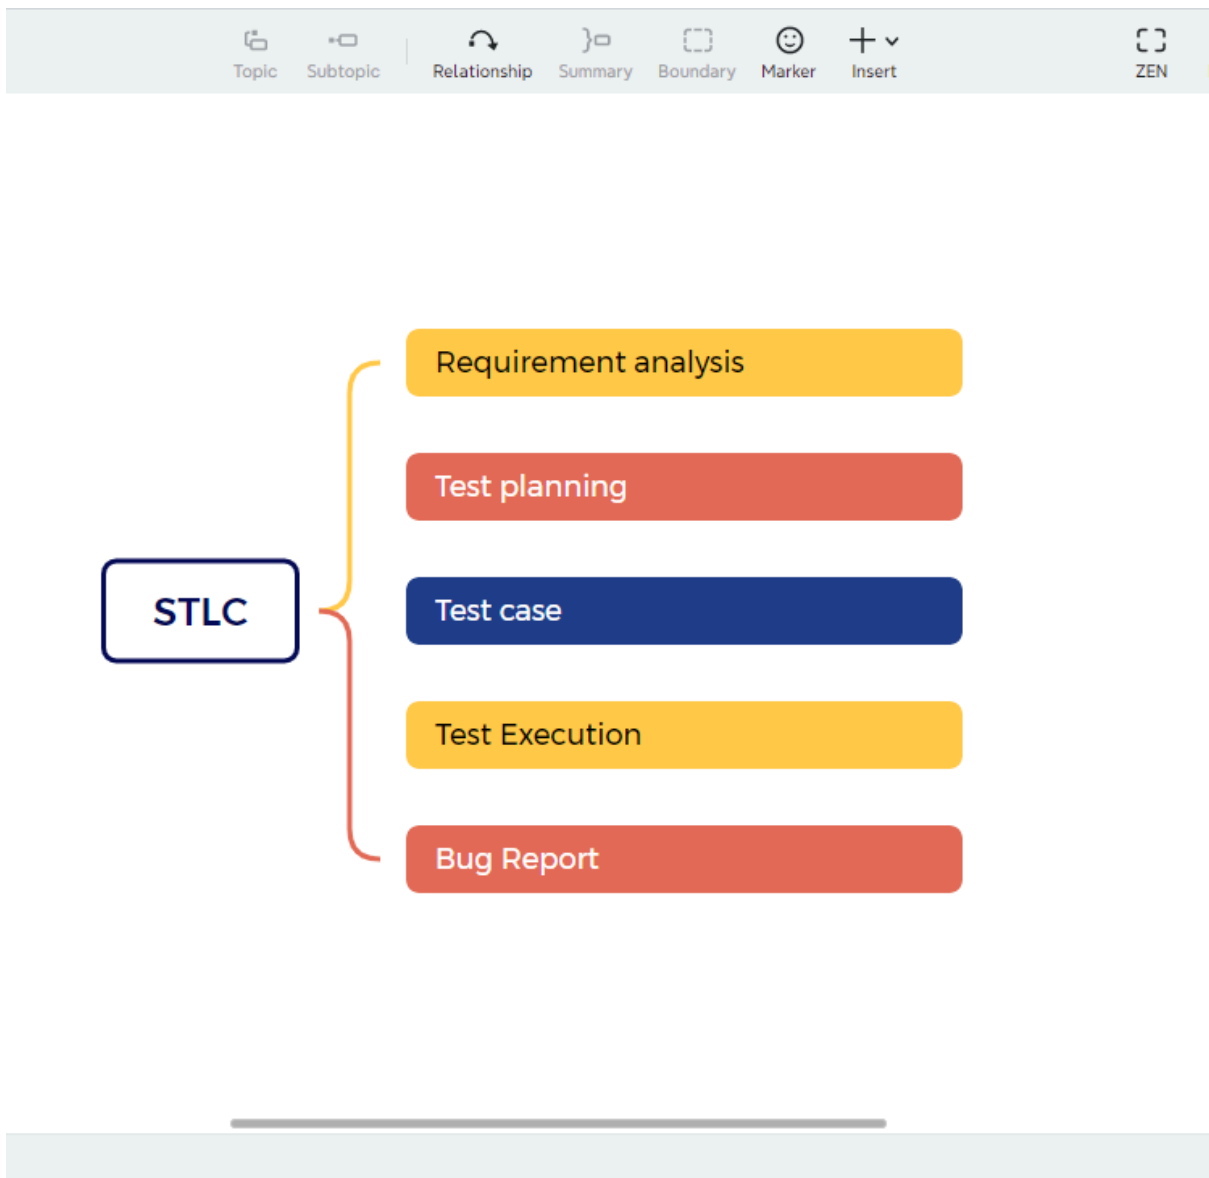 Topic
Subtopic
Relationship
Summary
Boundary
Marker
Insert
ZEN
Requirement analysis
Test planning
STLC
Test case
Test Execution
Bug Report